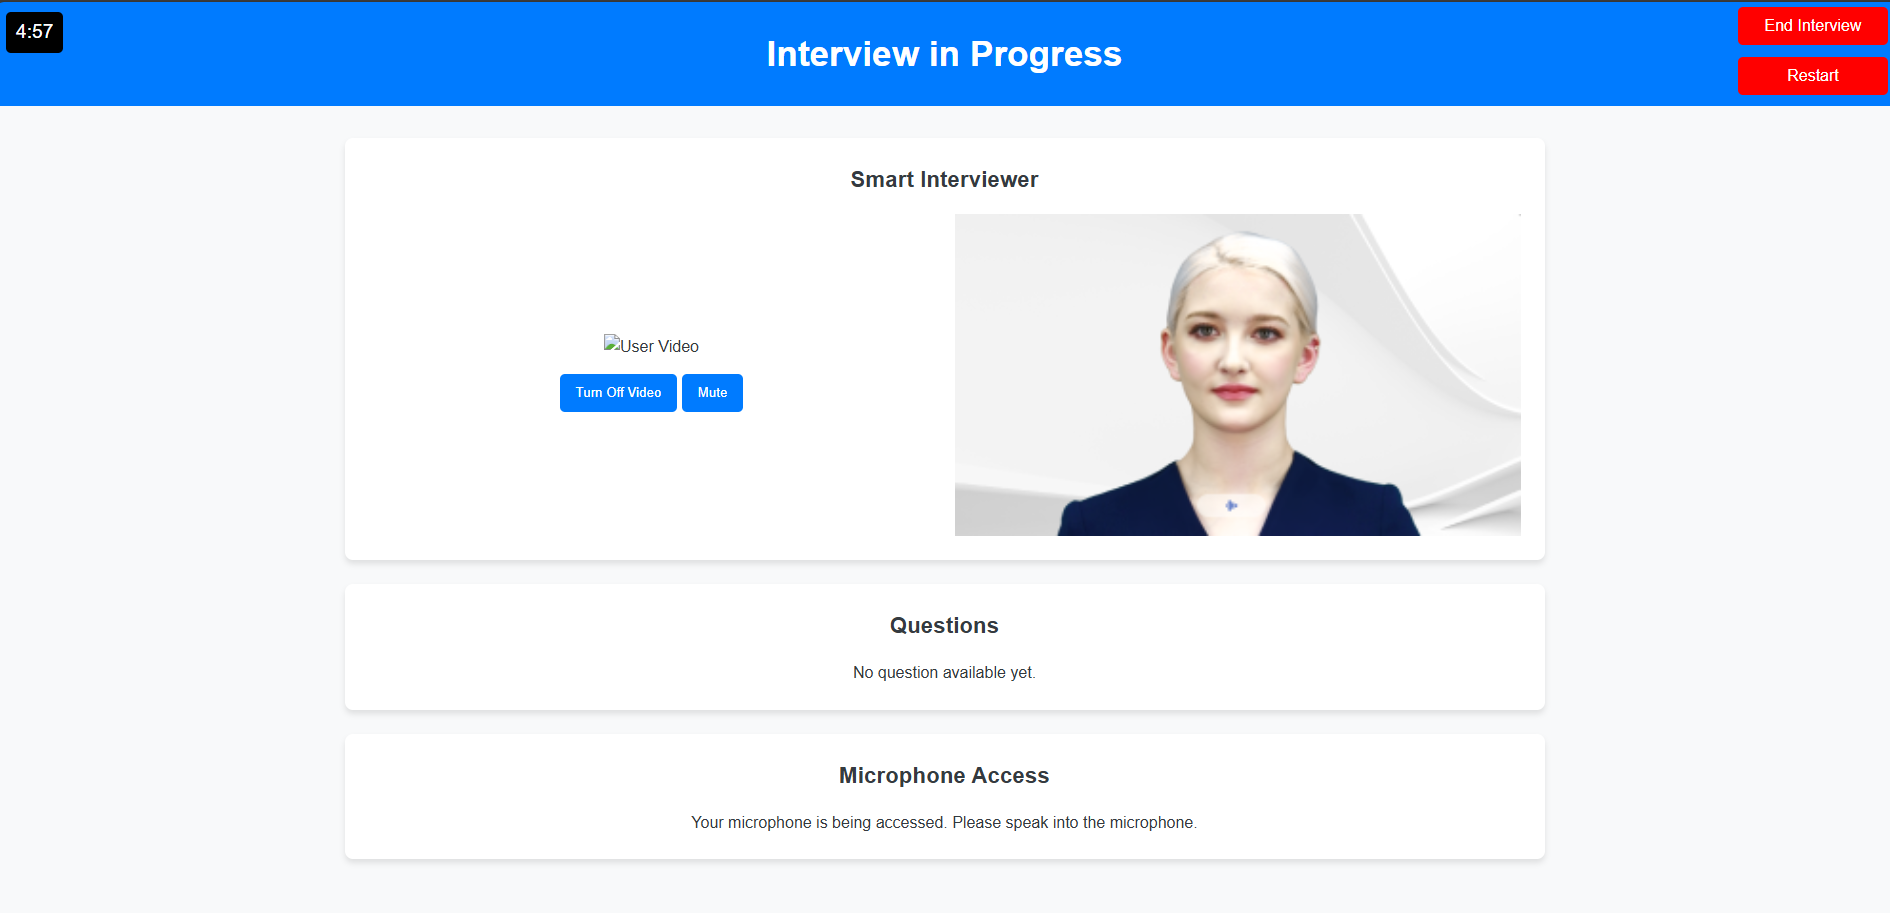 4:57
Interview in Progress
End Interview
Restart
Smart Interviewer
User Video
Turn Off Video
Mute
Questions
No question available yet.
Microphone Access
Your microphone is being accessed. Please speak into the microphone.